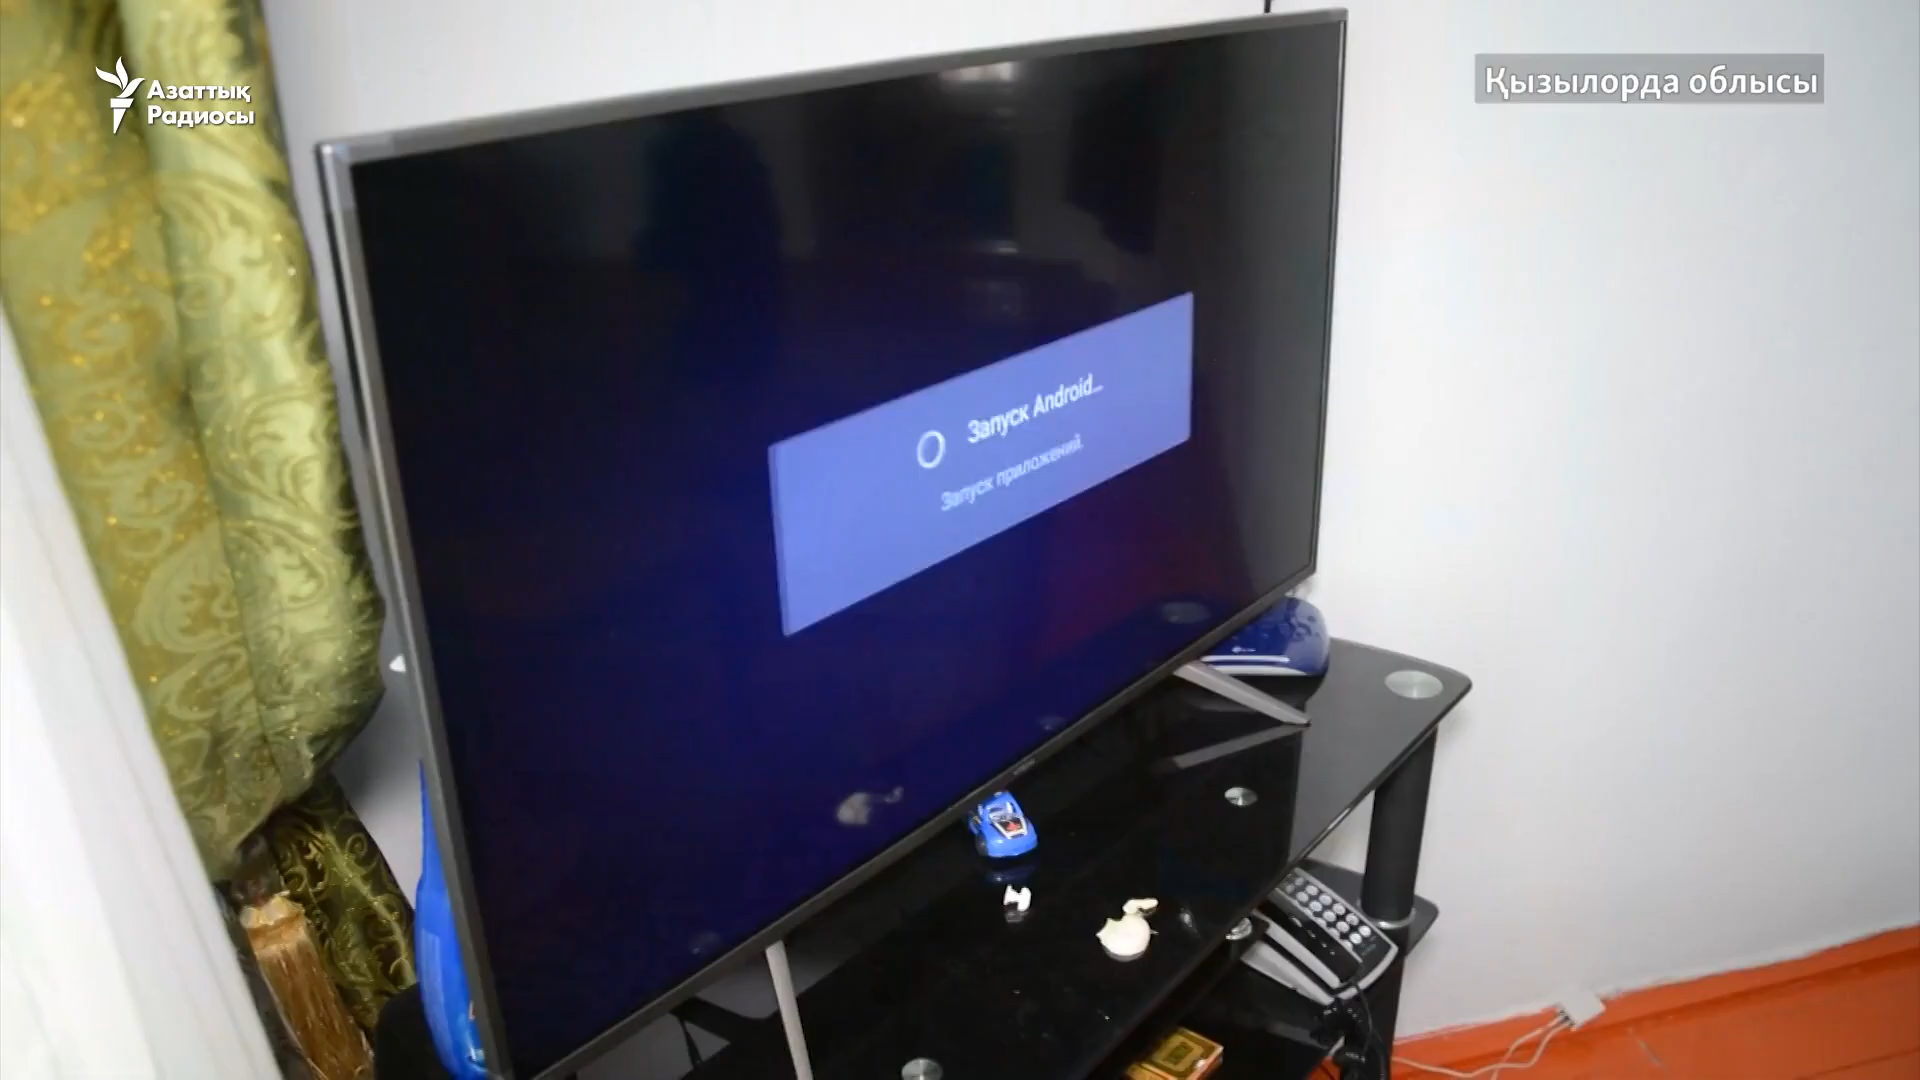 Азаттық
Радиосы
Қызылорда облысы
Запуск Android...
Запуск приложений.